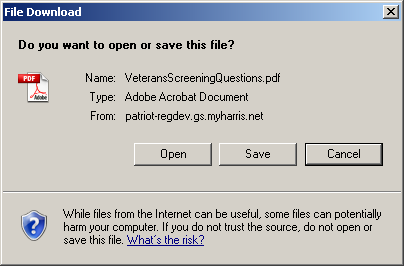 File Download
Do you want to open or save this file?
PDF
Adobe
Name: VeteransScreeningQuestions.pdf
Type: Adobe Acrobat Document
From: patriot-regdev.gs.myharris.net
Open Save Cancel
While files from the Internet can be useful, some files can potentially
harm your computer. If you do not trust the source, do not open or
save this file. What's the risk?